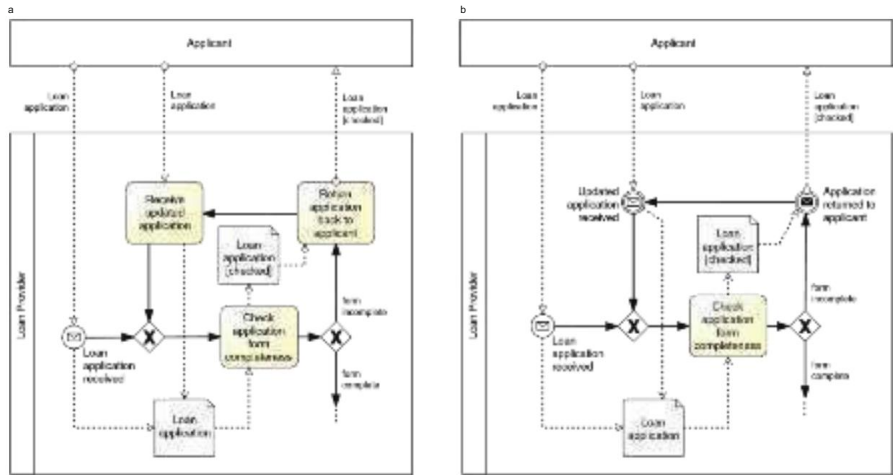 a
Applicant
Loan
application
Loan
application
Loan
application
[checked]
Loan Provider
Receive
updated
application
Return
application
back to
applicant
Loan
application
[checked]
form
incomplete
Check
application
form
completeness
Loan
application
received
form
complete
Loan
application
b
Applicant
Loan
application
Loan
application
Loan
application
[checked]
Loan Provider
Updated
application
received
Application
returned to
applicant
Loan
application
[checked]
form
incomplete
Check
application
form
completeness
Loan
application
received
form
complete
Loan
application